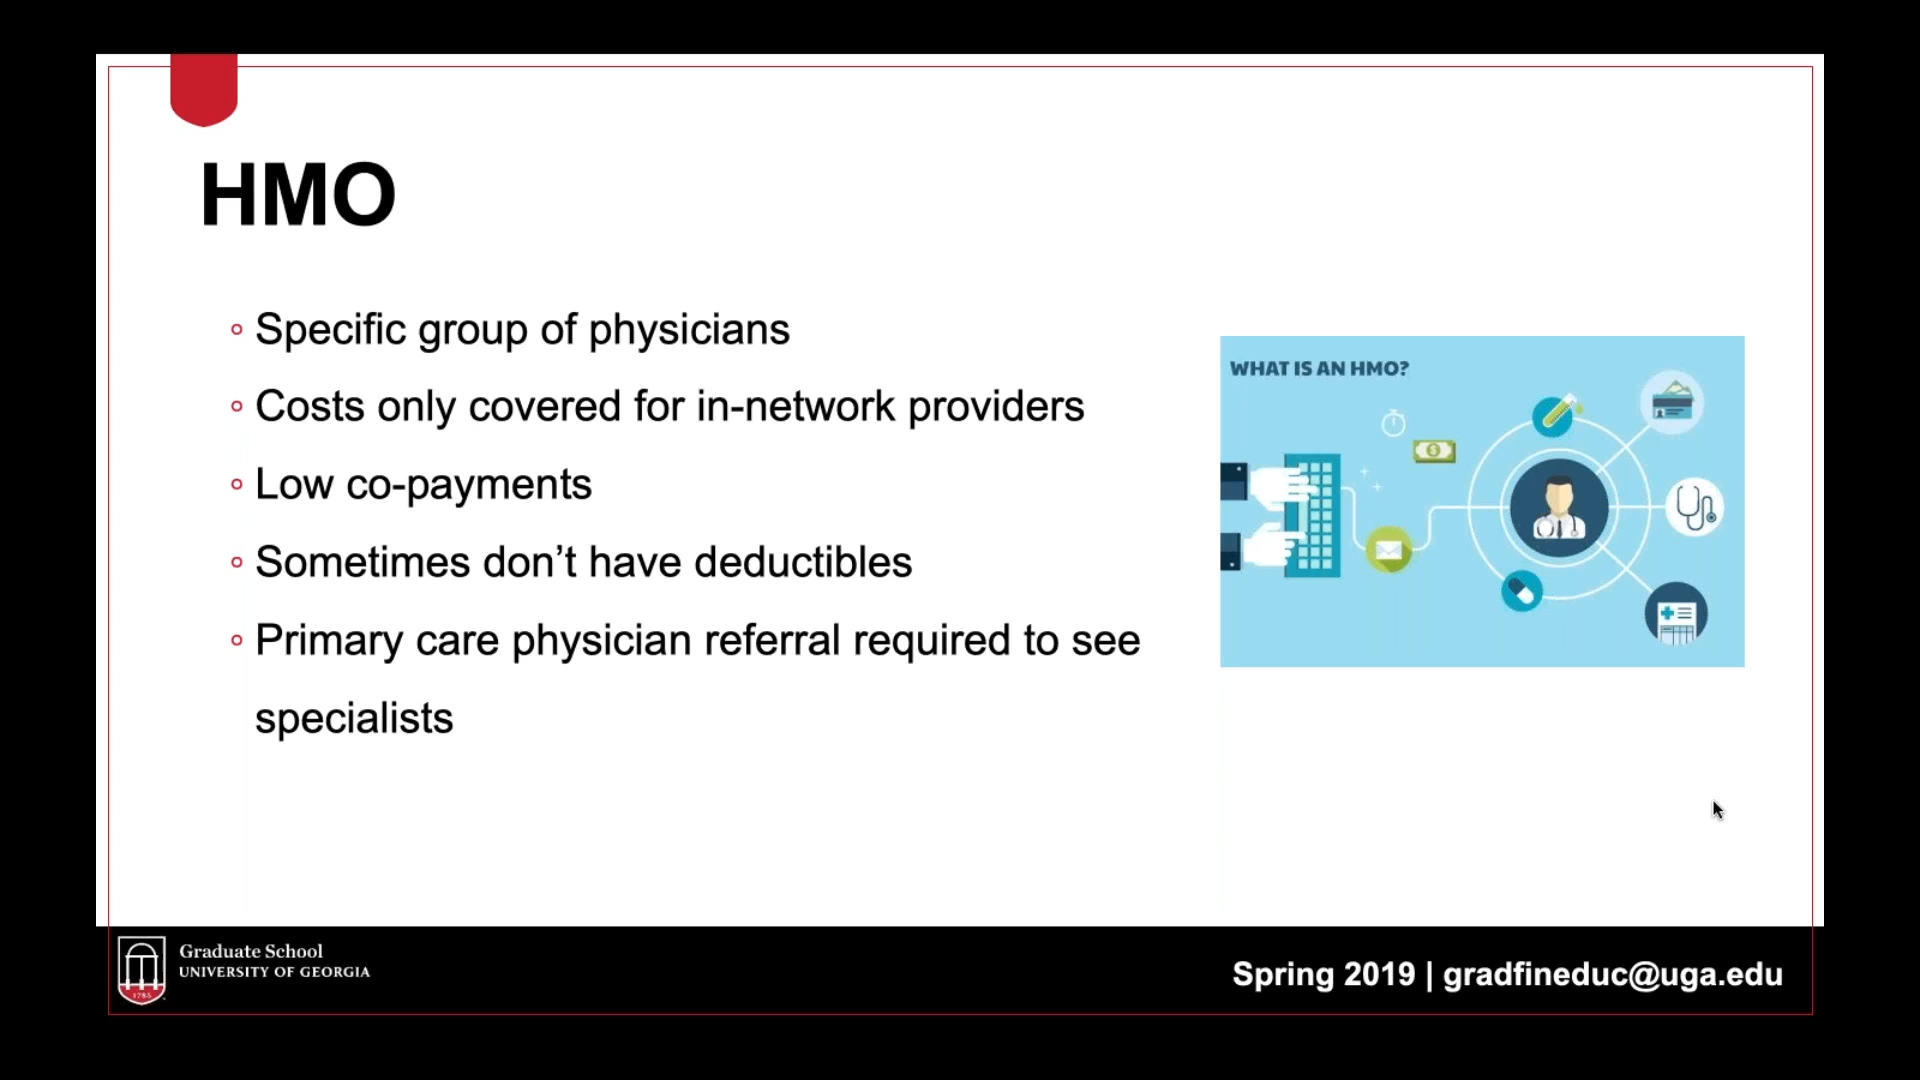 HMO
Specific group of physicians
Costs only covered for in-network providers
Low co-payments
Sometimes don’t have deductibles
Primary care physician referral required to see
specialists
WHAT IS AN HMO?
Graduate School
UNIVERSITY OF GEORGIA
1785
Spring 2019 | gradfineduc@uga.edu